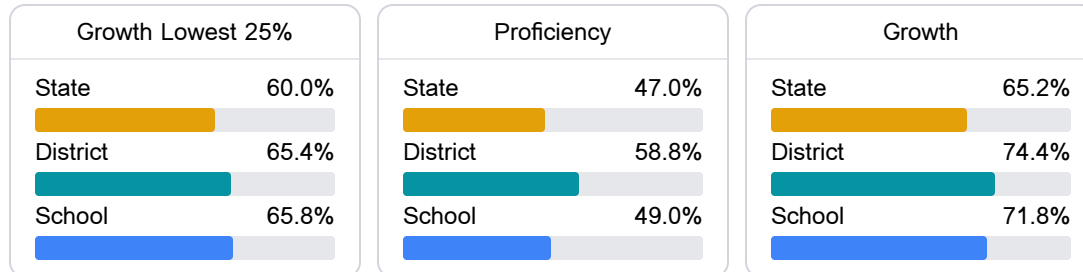 Growth Lowest 25%
State 60.0%
District 65.4%
School 65.8%
Proficiency
State 47.0%
District 58.8%
School 49.0%
Growth
State 65.2%
District 74.4%
School 71.8%